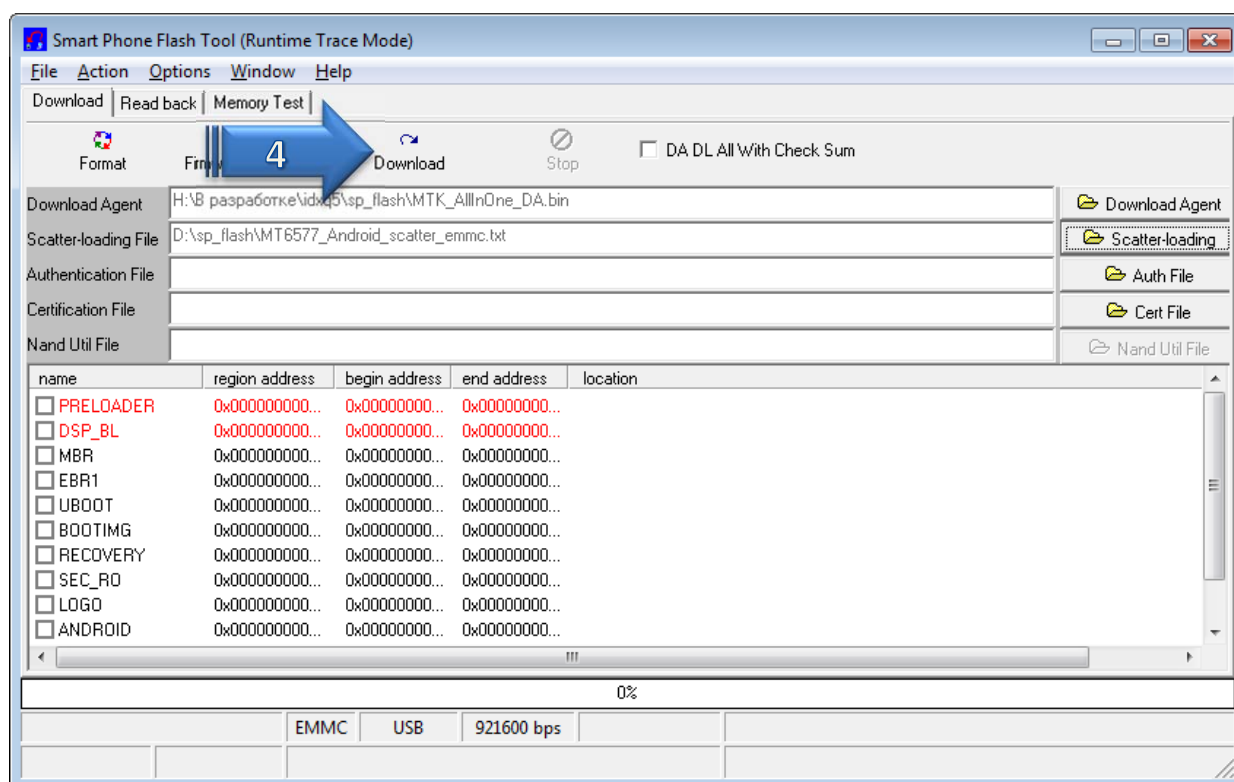 Smart Phone Flash Tool (Runtime Trace Mode)
File Action Options Window Help
Download Read back Memory Test
4
Format Download Stop DA DL All With Check Sum
Download Agent H:\В разработке\idxq5\sp_flash\MTK_AllInOne_DA.bin Download Agent
Scatter-loading File D:\sp_flash\MT6577_Android_scatter_emmc.txt Scatter-loading
Authentication File Auth File
Certification File Cert File
Nand Util File Nand Util File
name region address begin address end address location
PRELOADER 0x000000000... 0x00000000... 0x00000000...
DSP_BL 0x000000000... 0x00000000... 0x00000000...
MBR 0x000000000... 0x00000000... 0x00000000...
EBR1 0x000000000... 0x00000000... 0x00000000...
UBOOT 0x000000000... 0x00000000... 0x00000000...
BOOTIMG 0x000000000... 0x00000000... 0x00000000...
RECOVERY 0x000000000... 0x00000000... 0x00000000...
SEC_RO 0x000000000... 0x00000000... 0x00000000...
LOGO 0x000000000... 0x00000000... 0x00000000...
ANDROID 0x000000000... 0x00000000... 0x00000000...
0%
EMMC USB 921600 bps